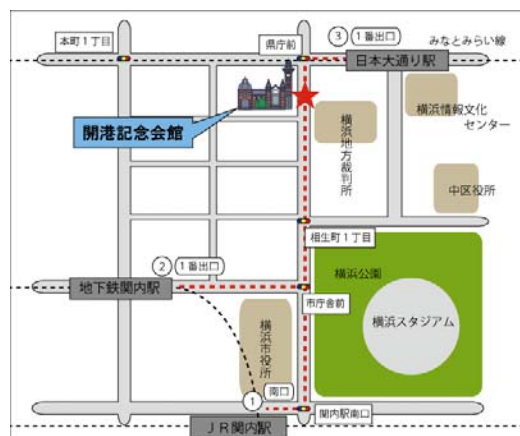 本町1丁目
県庁前
③ 1番出口
みなとみらい線
日本大通り駅
開港記念会館
横浜地方裁判所
横浜情報文化
センター
中区役所
相生町1丁目
② 1番出口
地下鉄関内駅
市庁舎前
横浜公園
横浜スタジアム
横浜市役所
① 南口
関内駅南口
JR関内駅